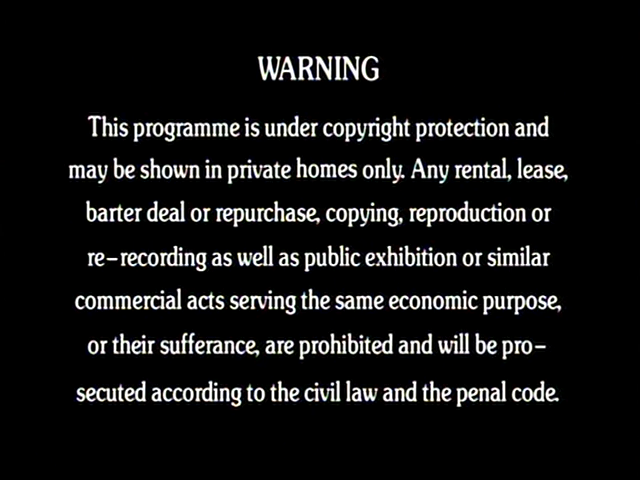 WARNING
This programme is under copyright protection and
may be shown in private homes only. Any rental, lease,
barter deal or repurchase, copying, reproduction or
re-recording as well as public exhibition or similar
commercial acts serving the same economic purpose,
or their sufferance, are prohibited and will be pro-
secuted according to the civil law and the penal code.